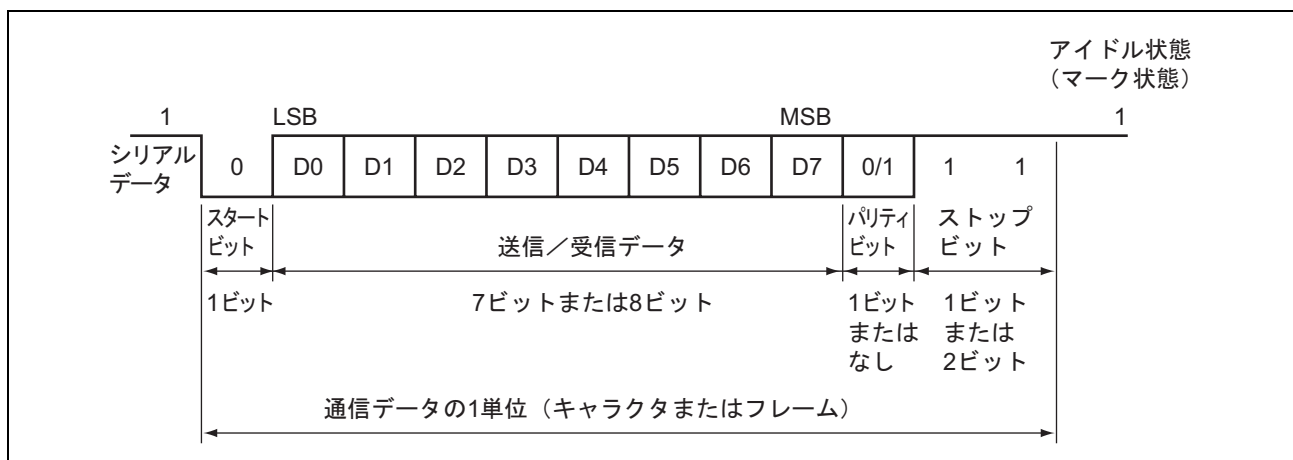 アイドル状態
（マーク状態）
1 LSB MSB 1
シリアル
データ
0 D0 D1 D2 D3 D4 D5 D6 D7 0/1 1 1
スタート
ビット
送信／受信データ
パリティ
ビット
ストップ
ビット
1ビット
7ビットまたは8ビット
1ビット
または
なし
1ビット
または
2ビット
通信データの1単位（キャラクタまたはフレーム）